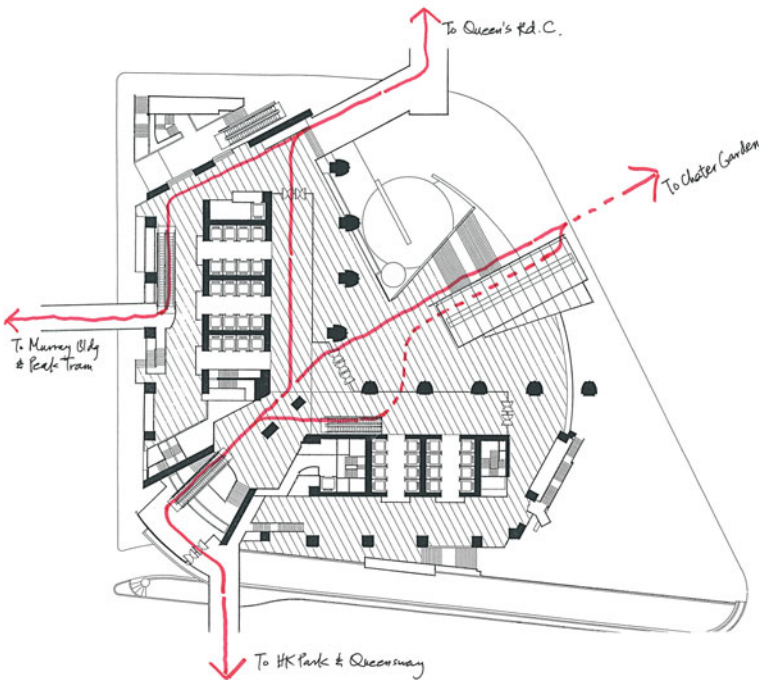 To Queen's Rd. C.
To Chater Garden
To Murray Bldg
& Peak Tram
To HK Park & Queensway